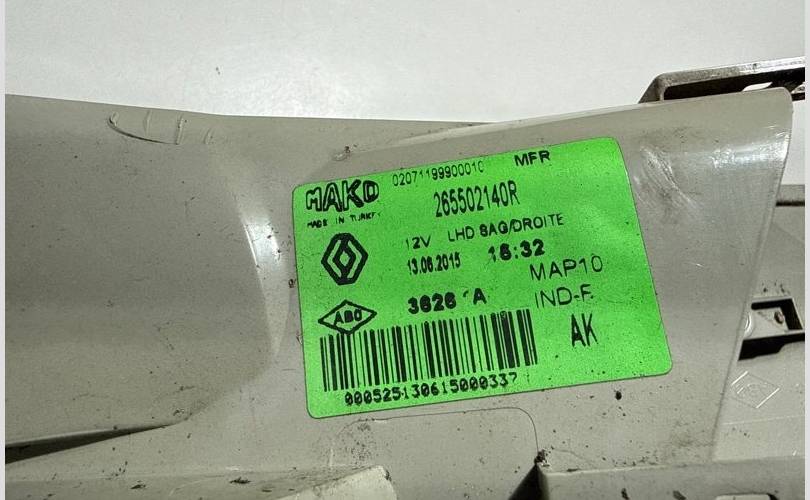 02071199900010 MFR
MAKO
MADE IN TURKEY
265502140R
12V LHD SAG/DROITE
13.06.2015 16:32
MAP10
3626 A
IND-F
ABO
AK
000525130615000337